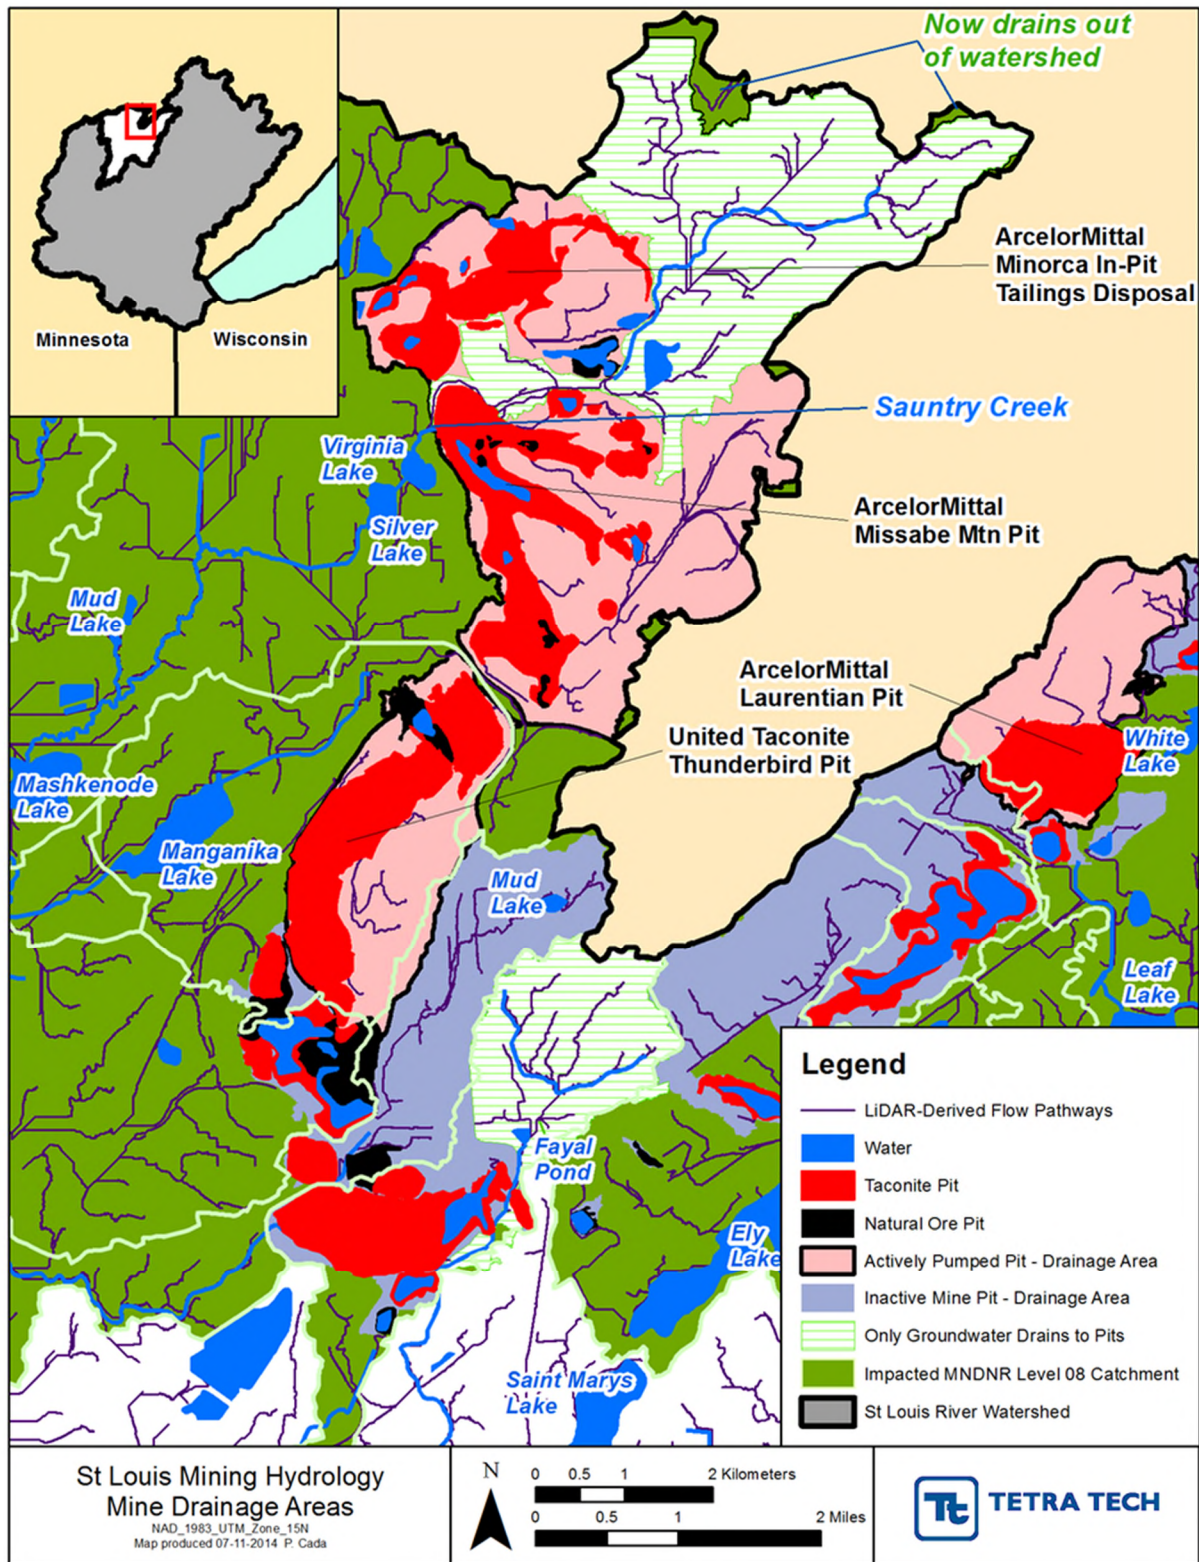 Now drains out
of watershed
Minnesota
Wisconsin
ArcelorMittal
Minorca In-Pit
Tailings Disposal
Sauntry Creek
Virginia
Lake
Silver
Lake
ArcelorMittal
Missabe Mtn Pit
Mud
Lake
ArcelorMittal
Laurentian Pit
United Taconite
Thunderbird Pit
White
Lake
Mashkenode
Lake
Manganika
Lake
Mud
Lake
Leaf
Lake
Fayal
Pond
Ely
Lake
Saint Marys
Lake
Legend
LiDAR-Derived Flow Pathways
Water
Taconite Pit
Natural Ore Pit
Actively Pumped Pit - Drainage Area
Inactive Mine Pit - Drainage Area
Only Groundwater Drains to Pits
Impacted MNDNR Level 08 Catchment
St Louis River Watershed
St Louis Mining Hydrology
Mine Drainage Areas
NAD_1983_UTM_Zone_15N
Map produced 07-11-2014 P. Cada
N
0 0.5 1 2 Kilometers
0 0.5 1 2 Miles
Tt TETRA TECH